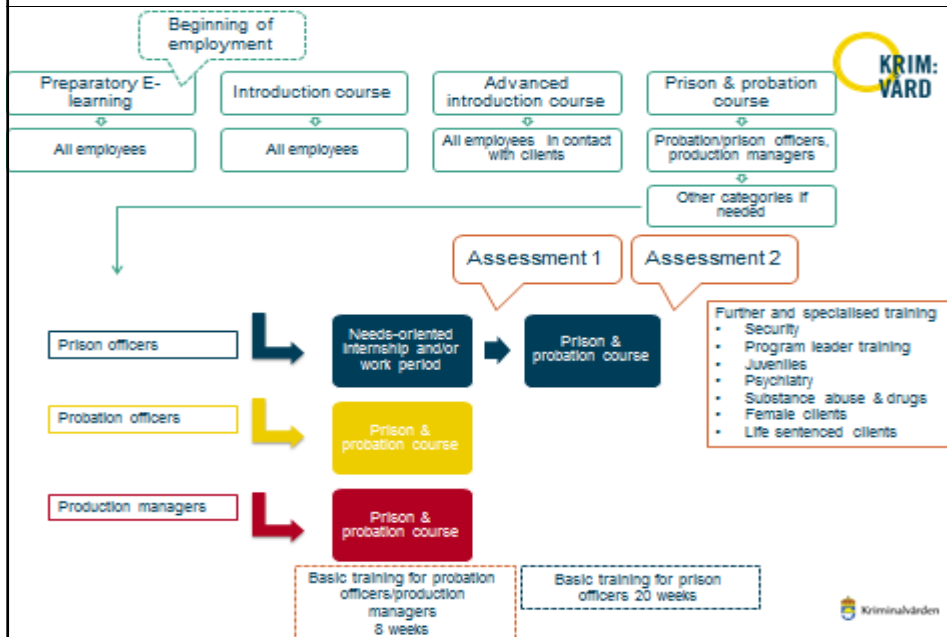 Beginning of
employment
KRIM:
VÅRD
Preparatory E-
learning
Introduction course
Advanced
introduction course
Prison & probation
course
All employees
All employees
All employees in contact
with clients
Probation/prison officers,
production managers
Other categories if
needed
Assessment 1
Assessment 2
Prison officers
Needs-oriented
internship and/or
work period
Prison &
probation course
Further and specialised training
• Security
• Program leader training
• Juveniles
• Psychiatry
• Substance abuse & drugs
• Female clients
• Life sentenced clients
Probation officers
Prison &
probation course
Production managers
Prison &
probation course
Basic training for probation
officers/production
managers
8 weeks
Basic training for prison
officers 20 weeks
Kriminalvården